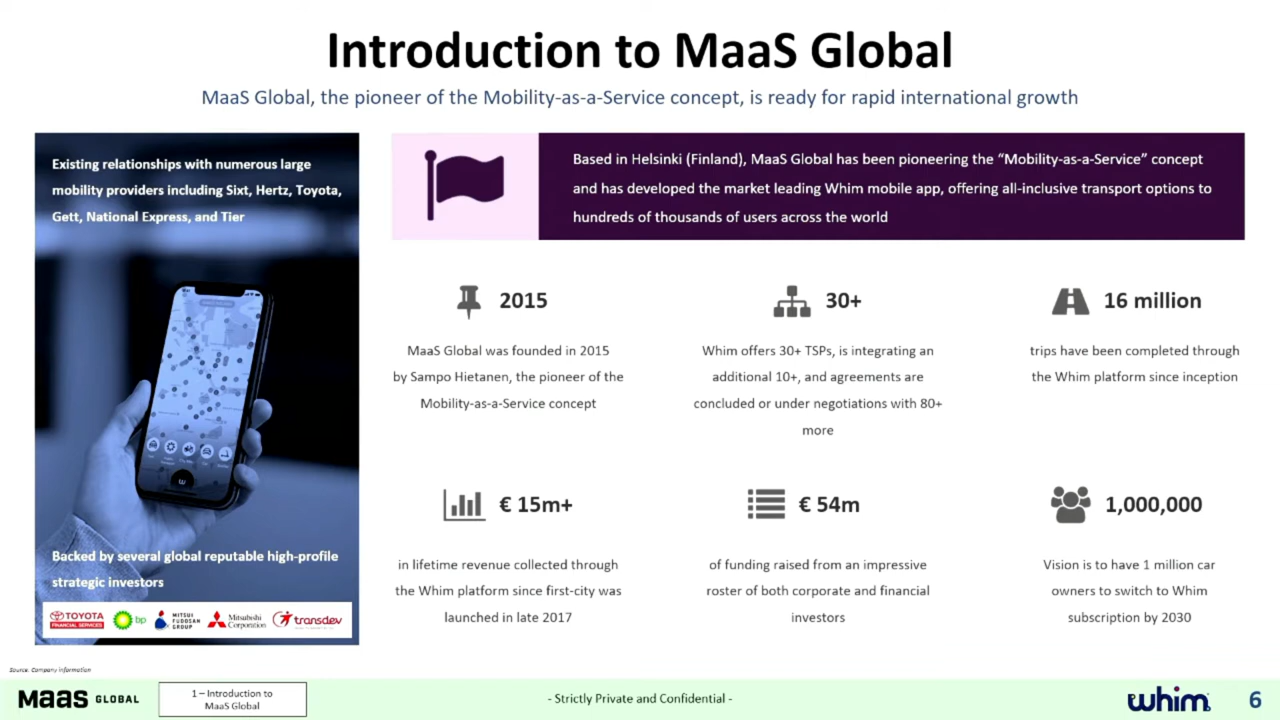 Introduction to MaaS Global
MaaS Global, the pioneer of the Mobility-as-a-Service concept, is ready for rapid international growth
Existing relationships with numerous large
mobility providers including Sixt, Hertz, Toyota,
Gett, National Express, and Tier
Backed by several global reputable high-profile
strategic investors
TOYOTA
FINANCIAL SERVICES
bp
MITSUI
FUDOSAN
GROUP
Mitsubishi
Corporation
transdev
Based in Helsinki (Finland), MaaS Global has been pioneering the “Mobility-as-a-Service” concept
and has developed the market leading Whim mobile app, offering all-inclusive transport options to
hundreds of thousands of users across the world
2015
MaaS Global was founded in 2015
by Sampo Hietanen, the pioneer of the
Mobility-as-a-Service concept
30+
Whim offers 30+ TSPs, is integrating an
additional 10+, and agreements are
concluded or under negotiations with 80+
more
16 million
trips have been completed through
the Whim platform since inception
€ 15m+
in lifetime revenue collected through
the Whim platform since first-city was
launched in late 2017
€ 54m
of funding raised from an impressive
roster of both corporate and financial
investors
1,000,000
Vision is to have 1 million car
owners to switch to Whim
subscription by 2030
Source: Company information
MaaS GLOBAL
1 – Introduction to
MaaS Global
- Strictly Private and Confidential -
whim
6